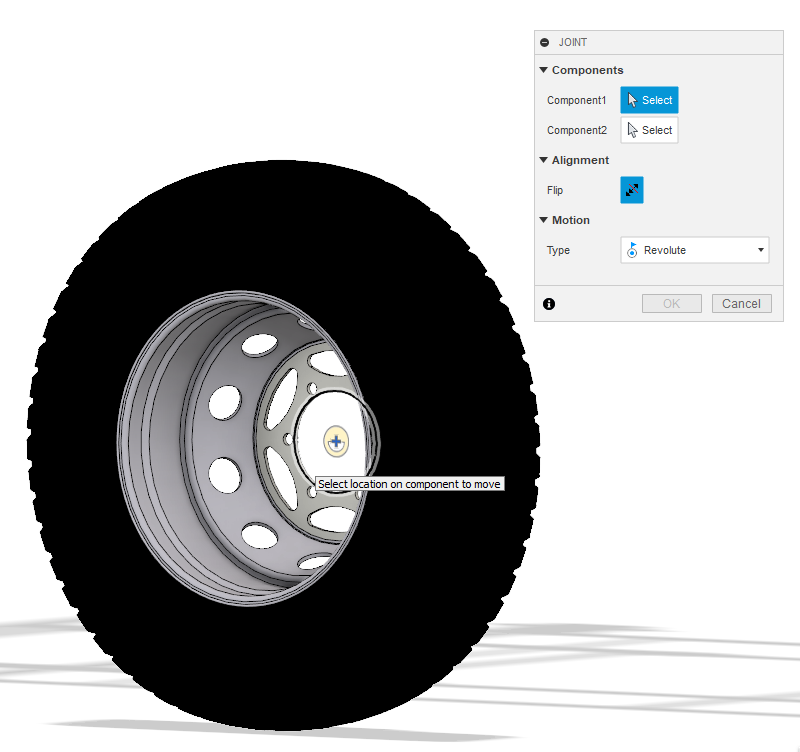 JOINT
Components
Component1 Select
Component2 Select
Alignment
Flip
Motion
Type Revolute
OK Cancel
Select location on component to move